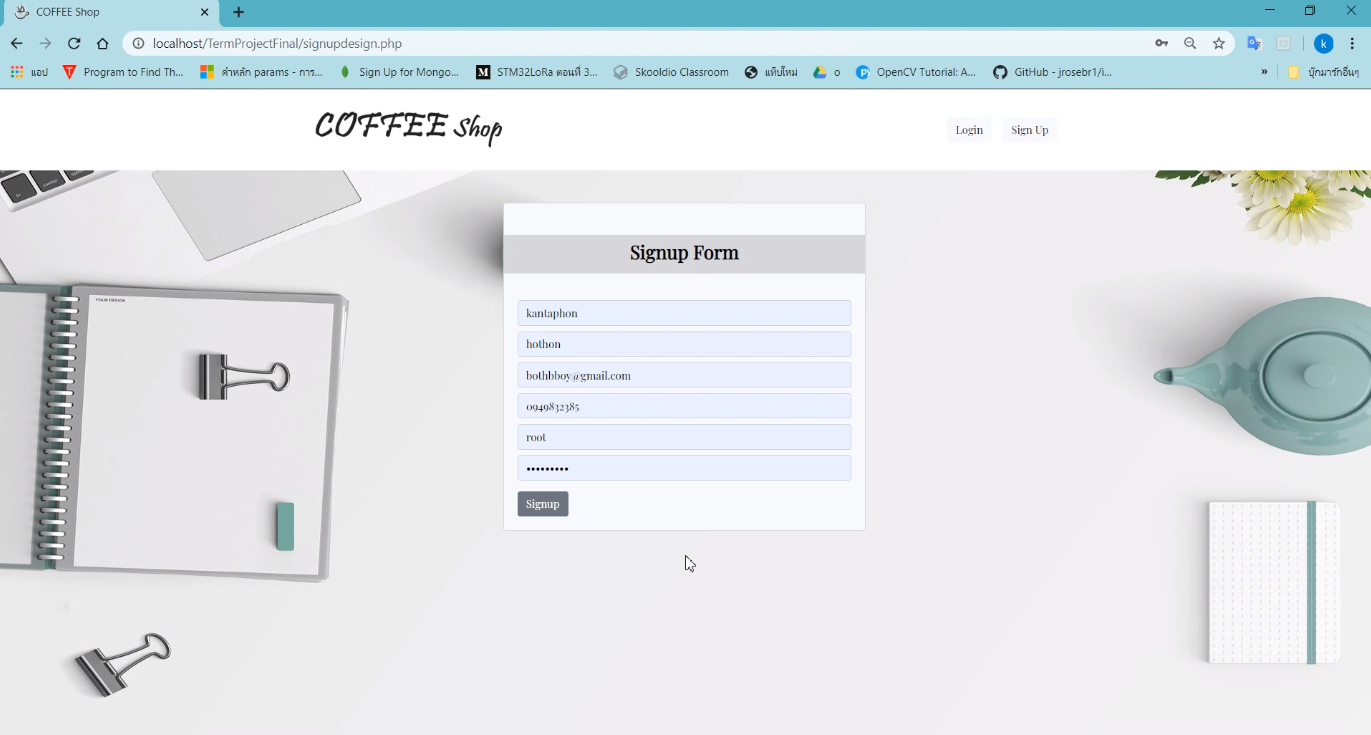 COFFEE Shop
localhost/TermProjectFinal/signupdesign.php
k
แอป
Program to Find Th...
คำหลัก params - การ...
Sign Up for Mongo...
STM32LoRa ตอนที่ 3...
Skooldio Classroom
แท็บใหม่
o
OpenCV Tutorial: A...
GitHub - jrosebr1/i...
»
บุ๊กมาร์กอื่นๆ
COFFEE Shop
Login
Sign Up
Signup Form
kantaphon
hothon
bothbboy@gmail.com
0949832385
root
•••••••••
Signup